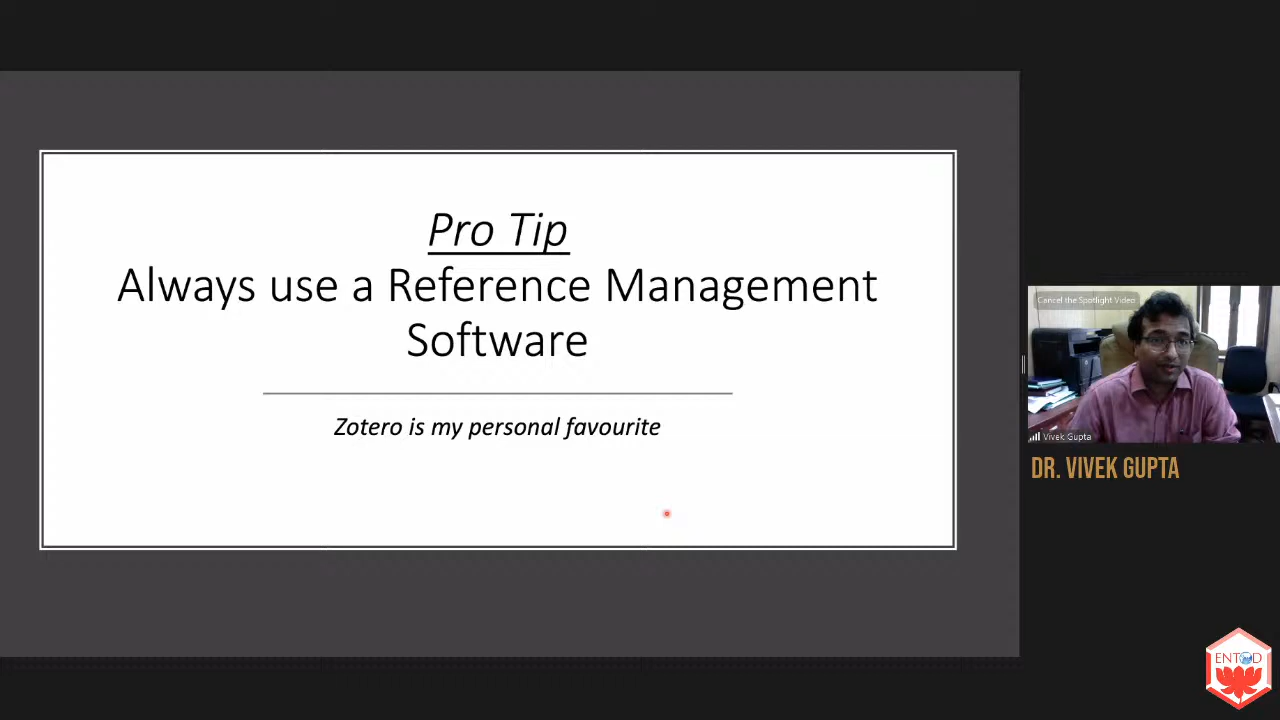 Pro Tip
Always use a Reference Management
Software
Zotero is my personal favourite
Cancel the Spotlight Video
Vivek Gupta
DR. VIVEK GUPTA
ENTOD